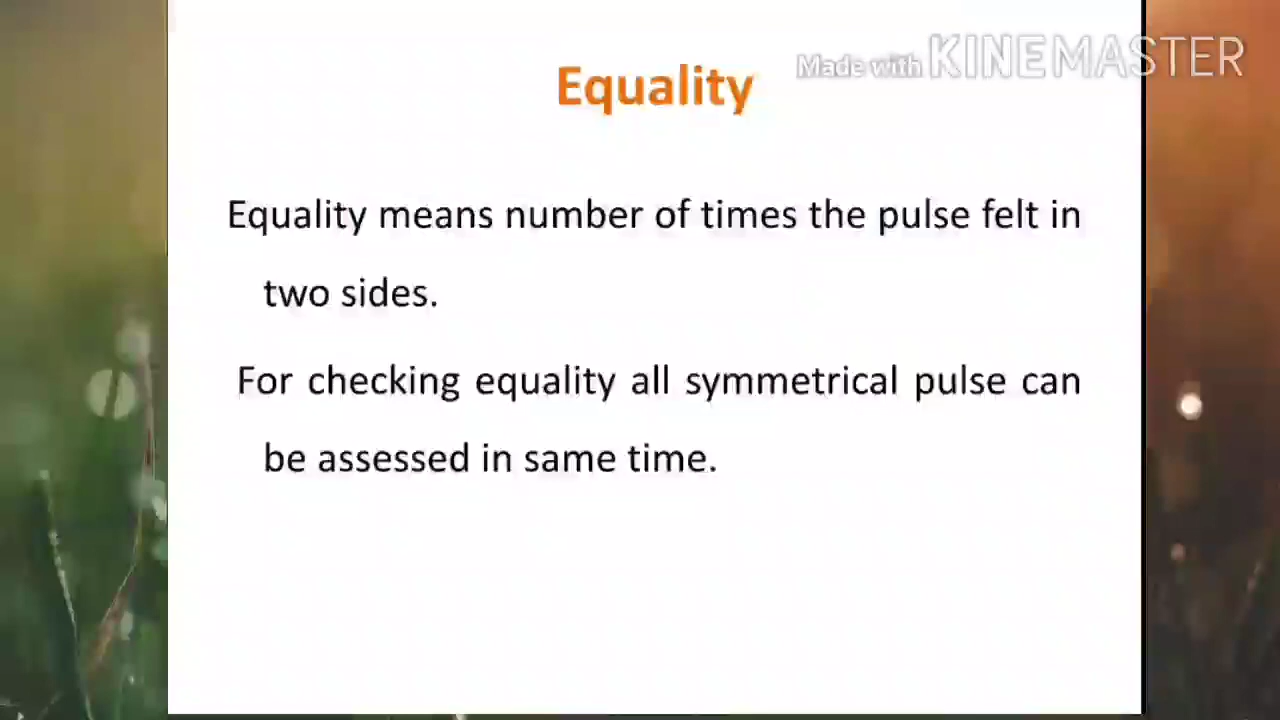 Made with KINEMASTER
Equality
Equality means number of times the pulse felt in
two sides.
For checking equality all symmetrical pulse can
be assessed in same time.